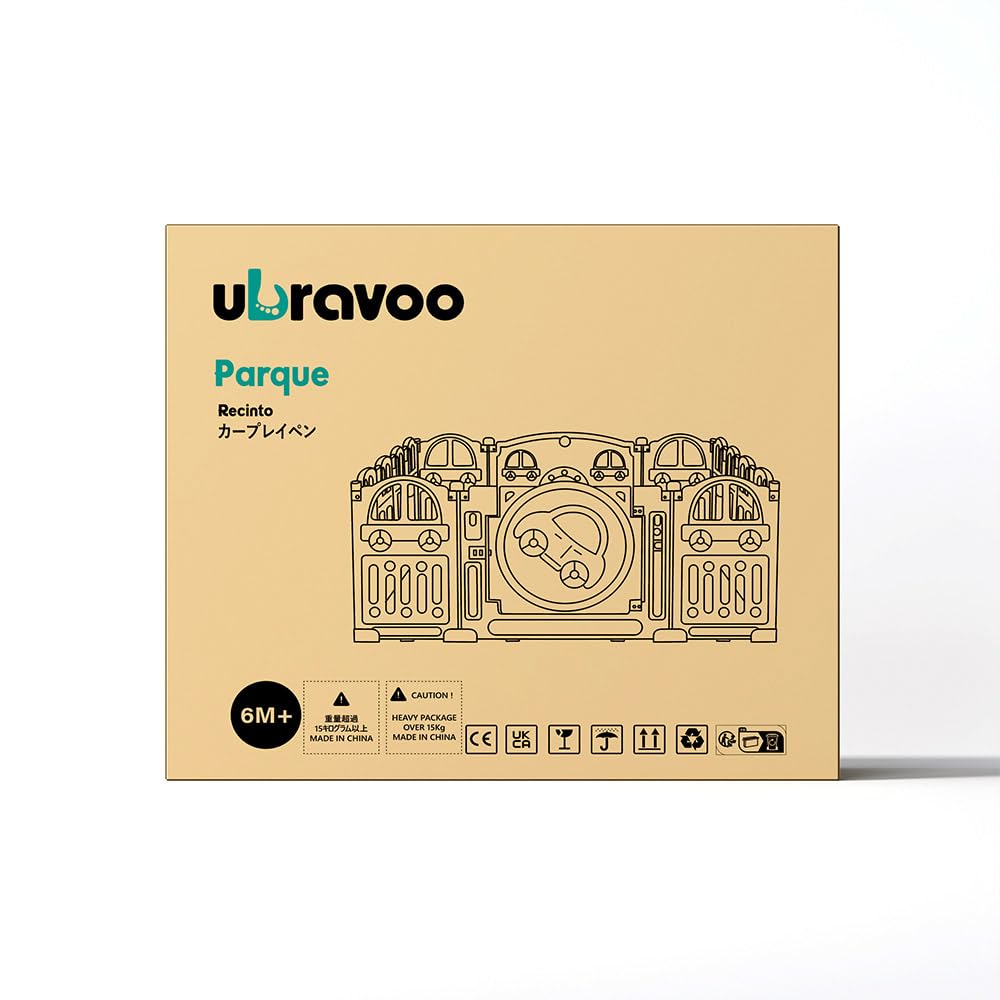 ubravoo
Parque
Recinto
カープレイペン
6M+
重量超過
15キログラム以上
MADE IN CHINA
CAUTION !
HEAVY PACKAGE
OVER 15Kg
MADE IN CHINA
CE
UK
CA